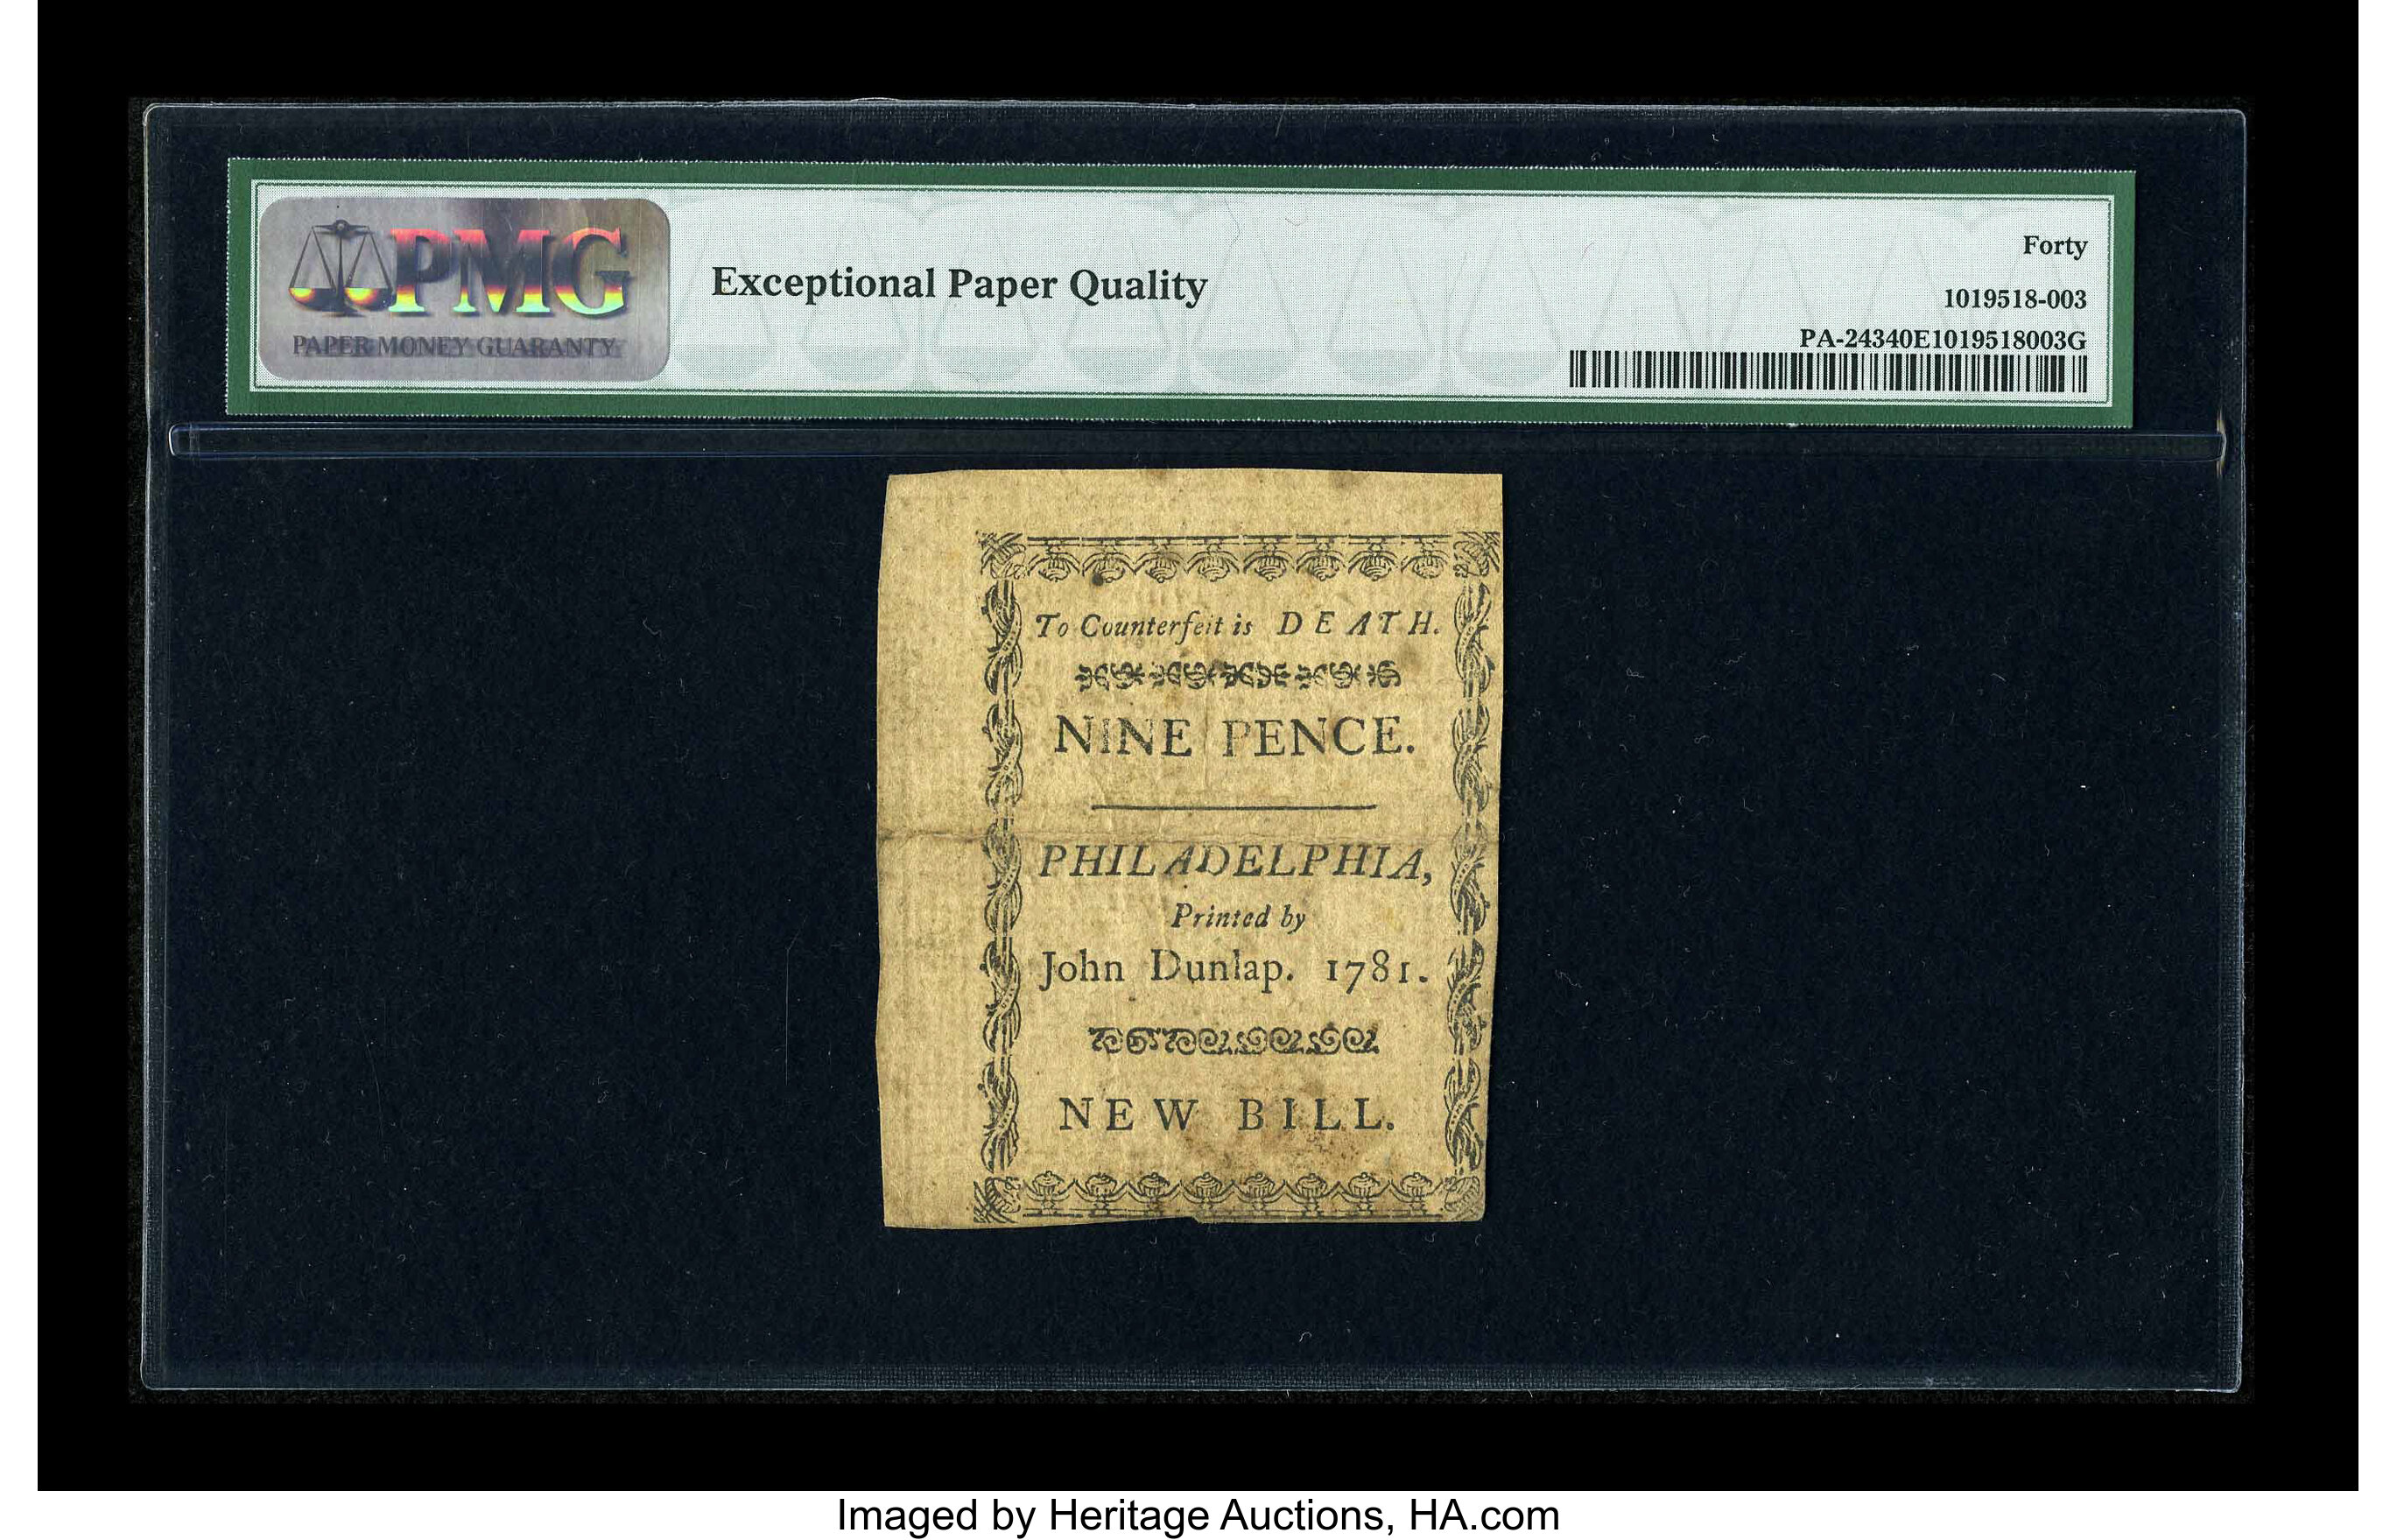 PMG
PAPER MONEY GUARANTY
Exceptional Paper Quality
Forty
1019518-003
PA-24340E1019518003G
To Counterfeit is DEATH.
NINE PENCE.
PHILADELPHIA,
Printed by
John Dunlap. 1781.
NEW BILL.
Imaged by Heritage Auctions, HA.com